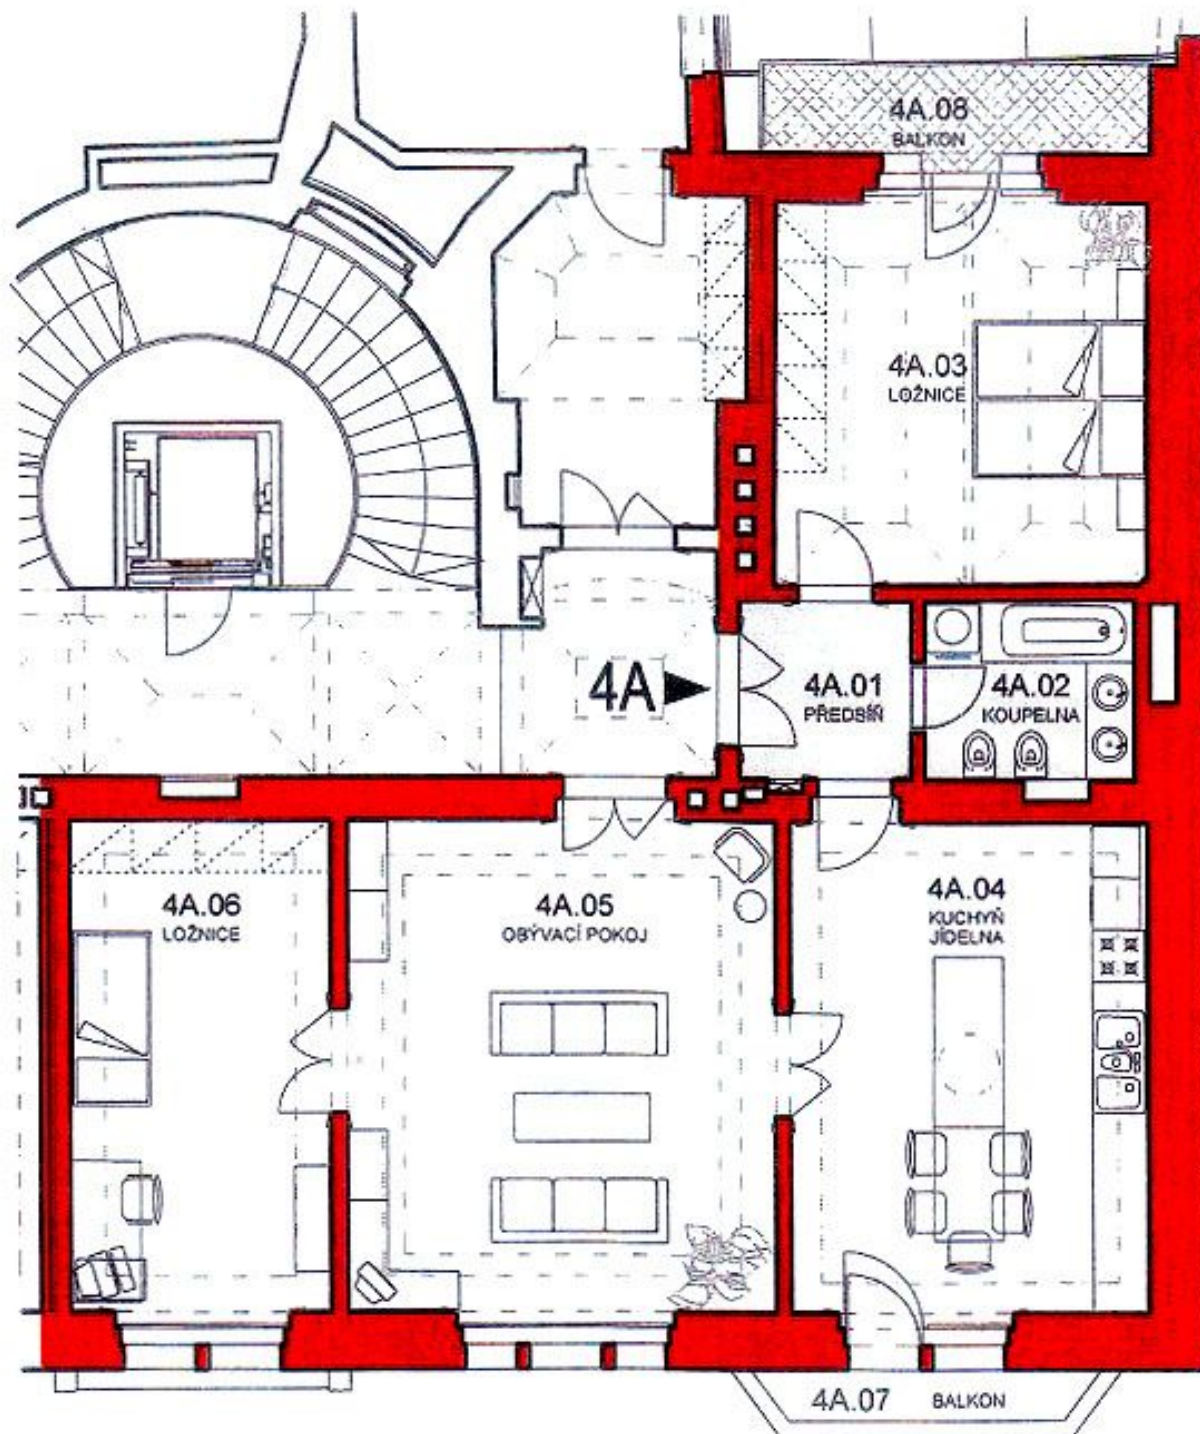 4A.08
BALKON
4A.03
LOŽNICE
4A
4A.01
PŘEDSÍŇ
4A.02
KOUPELNA
4A.06
LOŽNICE
4A.05
OBÝVACÍ POKOJ
4A.04
KUCHYŇ
JÍDELNA
4A.07 BALKON